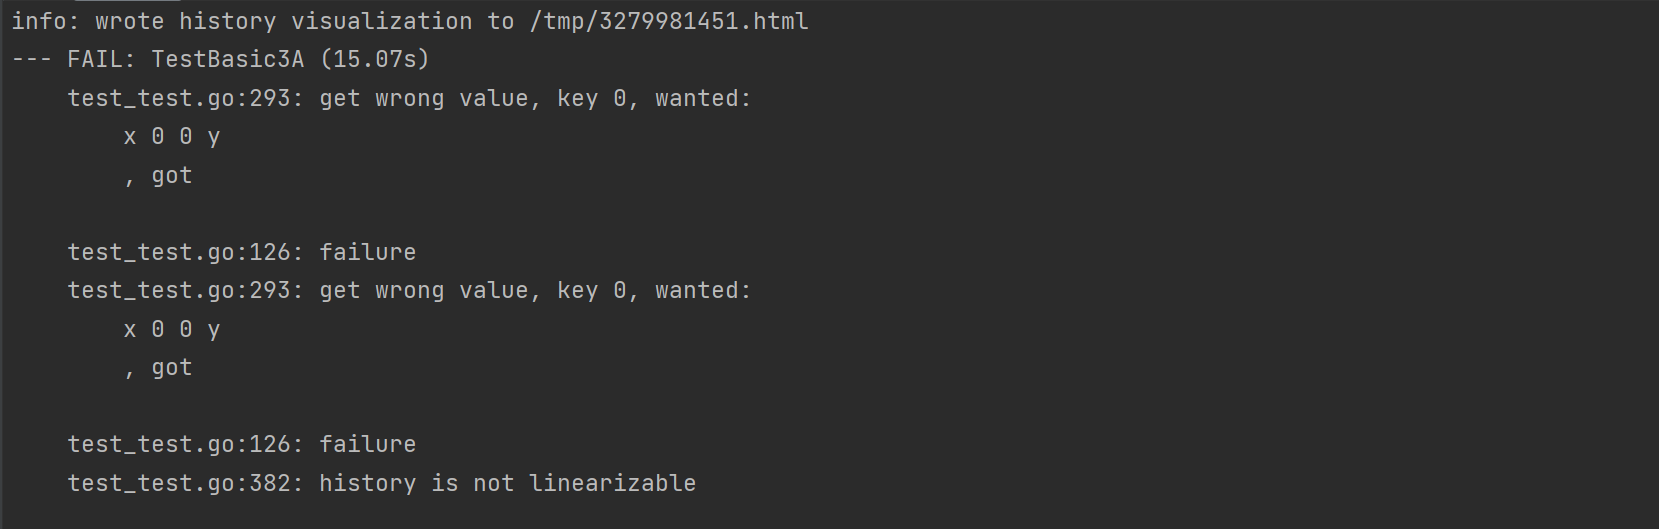 info: wrote history visualization to /tmp/3279981451.html
--- FAIL: TestBasic3A (15.07s)
    test_test.go:293: get wrong value, key 0, wanted:
        x 0 0 y
        , got
    test_test.go:126: failure
    test_test.go:293: get wrong value, key 0, wanted:
        x 0 0 y
        , got
    test_test.go:126: failure
    test_test.go:382: history is not linearizable